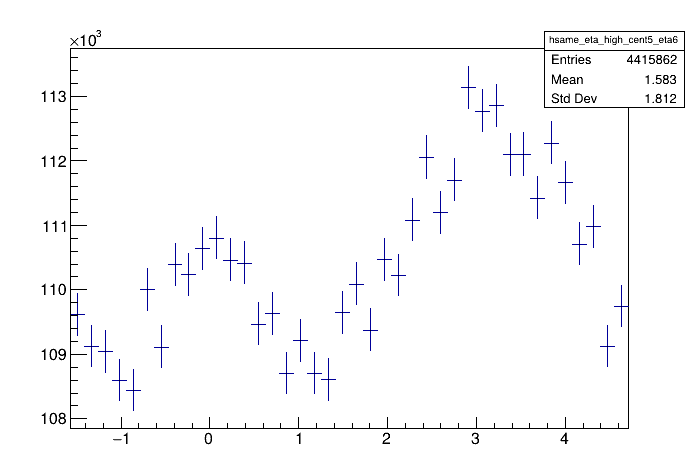 ×10³
hsame_eta_high_cent5_eta6
Entries 4415862
Mean 1.583
Std Dev 1.812
113
112
111
110
109
108
−1 0 1 2 3 4